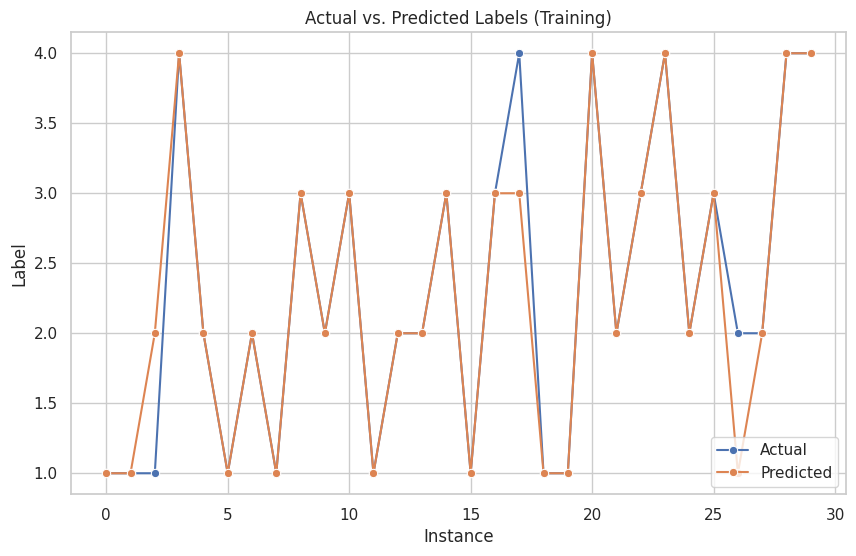 Actual vs. Predicted Labels (Training)
4.0
3.5
3.0
2.5
2.0
1.5
1.0
Label
0 5 10 15 20 25 30
Instance
Actual
Predicted